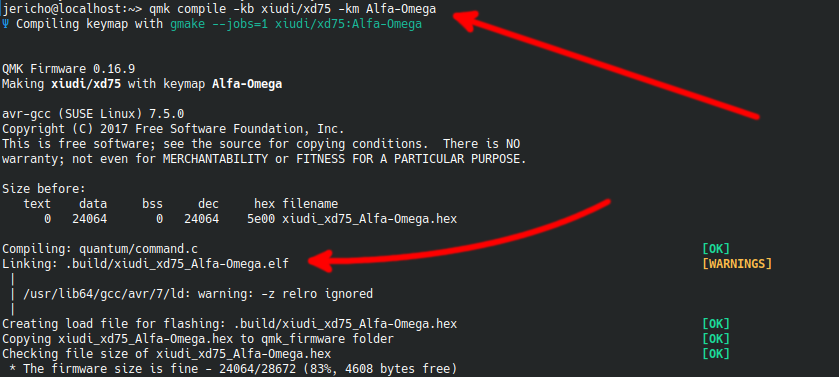 jericho@localhost:~> qmk compile -kb xiudi/xd75 -km Alfa-Omega
Ψ Compiling keymap with gmake --jobs=1 xiudi/xd75:Alfa-Omega
QMK Firmware 0.16.9
Making xiudi/xd75 with keymap Alfa-Omega
avr-gcc (SUSE Linux) 7.5.0
Copyright (C) 2017 Free Software Foundation, Inc.
This is free software; see the source for copying conditions.  There is NO
warranty; not even for MERCHANTABILITY or FITNESS FOR A PARTICULAR PURPOSE.
Size before:
   text    data     bss     dec     hex filename
      0   24064       0   24064    5e00 xiudi_xd75_Alfa-Omega.hex
Compiling: quantum/command.c [OK]
Linking: .build/xiudi_xd75_Alfa-Omega.elf [WARNINGS]
 |
 | /usr/lib64/gcc/avr/7/ld: warning: -z relro ignored
 |
Creating load file for flashing: .build/xiudi_xd75_Alfa-Omega.hex [OK]
Copying xiudi_xd75_Alfa-Omega.hex to qmk_firmware folder [OK]
Checking file size of xiudi_xd75_Alfa-Omega.hex [OK]
 * The firmware size is fine - 24064/28672 (83%, 4608 bytes free)